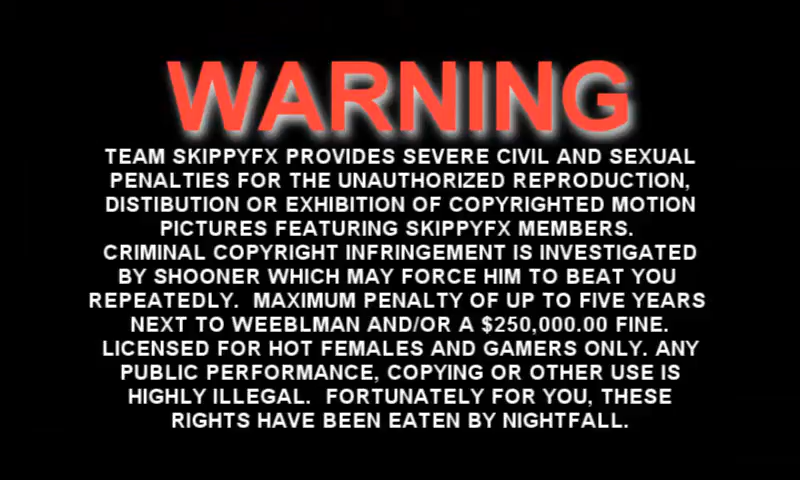 WARNING
TEAM SKIPPYFX PROVIDES SEVERE CIVIL AND SEXUAL
PENALTIES FOR THE UNAUTHORIZED REPRODUCTION,
DISTIBUTION OR EXHIBITION OF COPYRIGHTED MOTION
PICTURES FEATURING SKIPPYFX MEMBERS.
CRIMINAL COPYRIGHT INFRINGEMENT IS INVESTIGATED
BY SHOONER WHICH MAY FORCE HIM TO BEAT YOU
REPEATEDLY.  MAXIMUM PENALTY OF UP TO FIVE YEARS
NEXT TO WEEBLMAN AND/OR A $250,000.00 FINE.
LICENSED FOR HOT FEMALES AND GAMERS ONLY. ANY
PUBLIC PERFORMANCE, COPYING OR OTHER USE IS
HIGHLY ILLEGAL.  FORTUNATELY FOR YOU, THESE
RIGHTS HAVE BEEN EATEN BY NIGHTFALL.